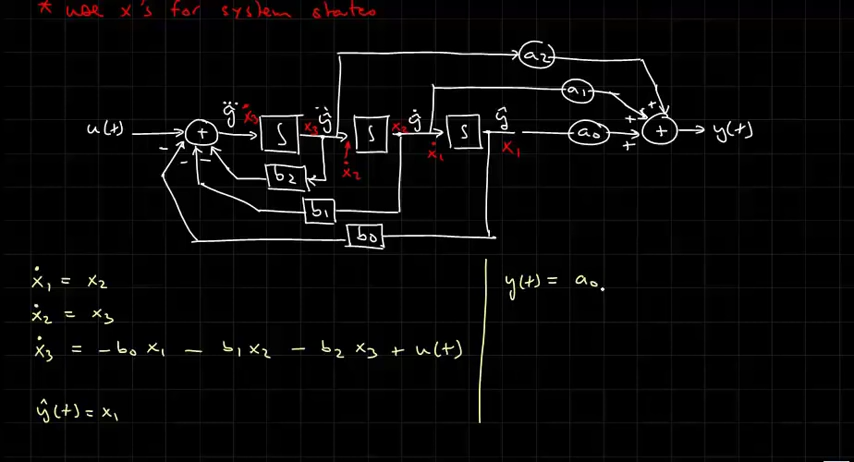 * use x's for system states
a₂
a₁
u(t) + g⃛ ẋ₃ ∫ x₃ g̈ ∫ x₂ ġ ∫ ĝ a₀ + y(t)
ẋ₂ ẋ₁ x₁
b₂
b₁
b₀
ẋ₁ = x₂
y(t) = a₀
ẋ₂ = x₃
ẋ₃ = -b₀ x₁ - b₁ x₂ - b₂ x₃ + u(t)
ŷ(t) = x₁